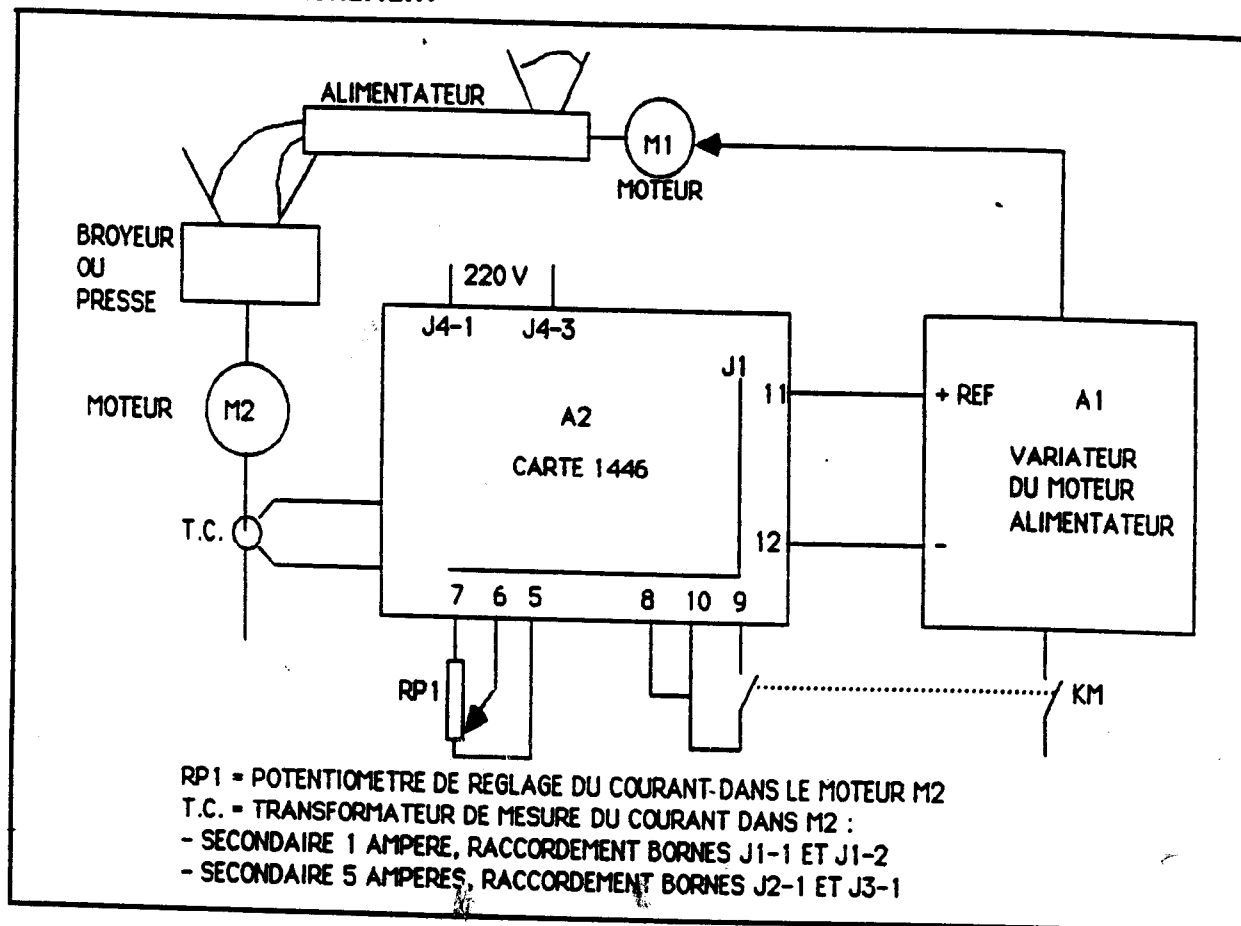 ALIMENTATEUR
M1
MOTEUR
BROYEUR
OU
PRESSE
220 V
J4-1 J4-3
J1
11
+ REF
A1
MOTEUR
M2
A2
CARTE 1446
VARIATEUR
DU MOTEUR
ALIMENTATEUR
T.C.
12
-
7 6 5 8 10 9
RP1
KM
RP1 = POTENTIOMETRE DE REGLAGE DU COURANT DANS LE MOTEUR M2
T.C. = TRANSFORMATEUR DE MESURE DU COURANT DANS M2 :
- SECONDAIRE 1 AMPERE, RACCORDEMENT BORNES J1-1 ET J1-2
- SECONDAIRE 5 AMPERES, RACCORDEMENT BORNES J2-1 ET J3-1